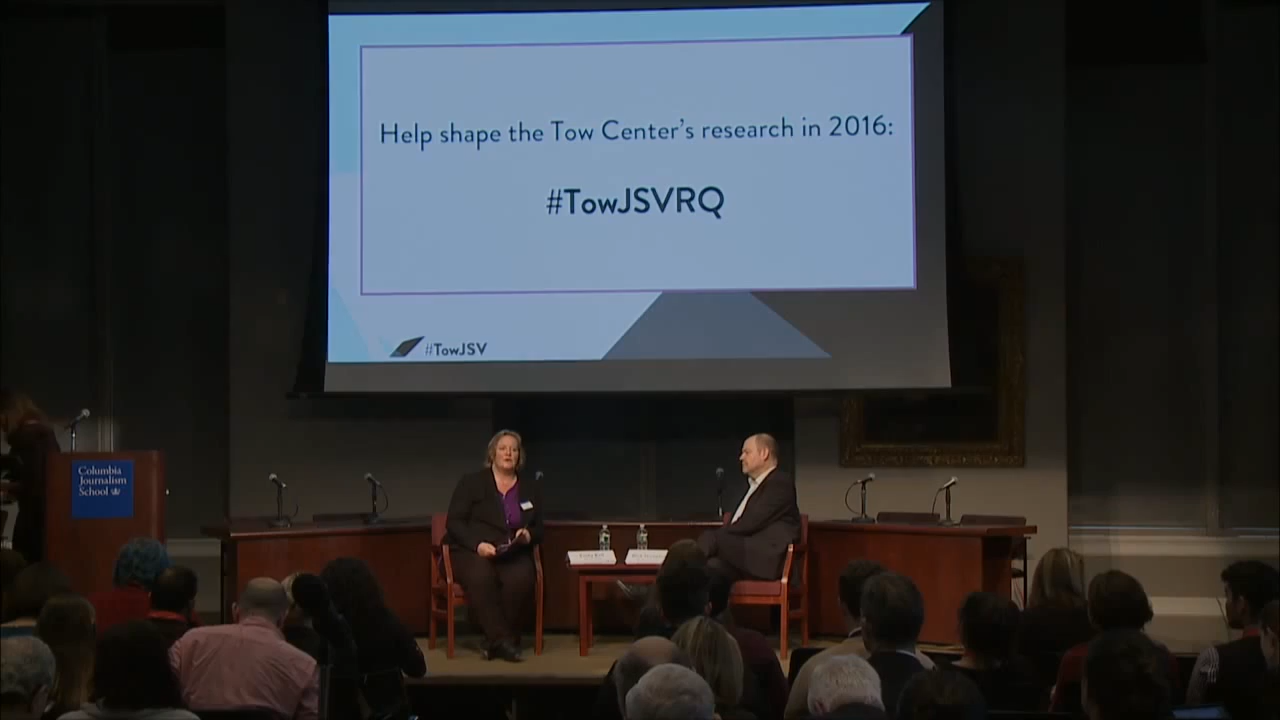 Help shape the Tow Center's research in 2016:
#TowJSVRQ
#TowJSV
Columbia
Journalism
School